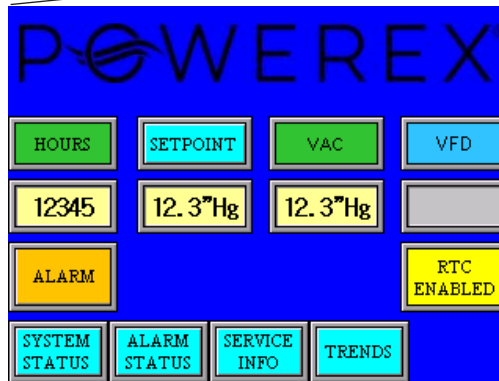 POWEREX
HOURS SETPOINT VAC VFD
12345 12.3"Hg 12.3"Hg
ALARM RTC ENABLED
SYSTEM STATUS ALARM STATUS SERVICE INFO TRENDS